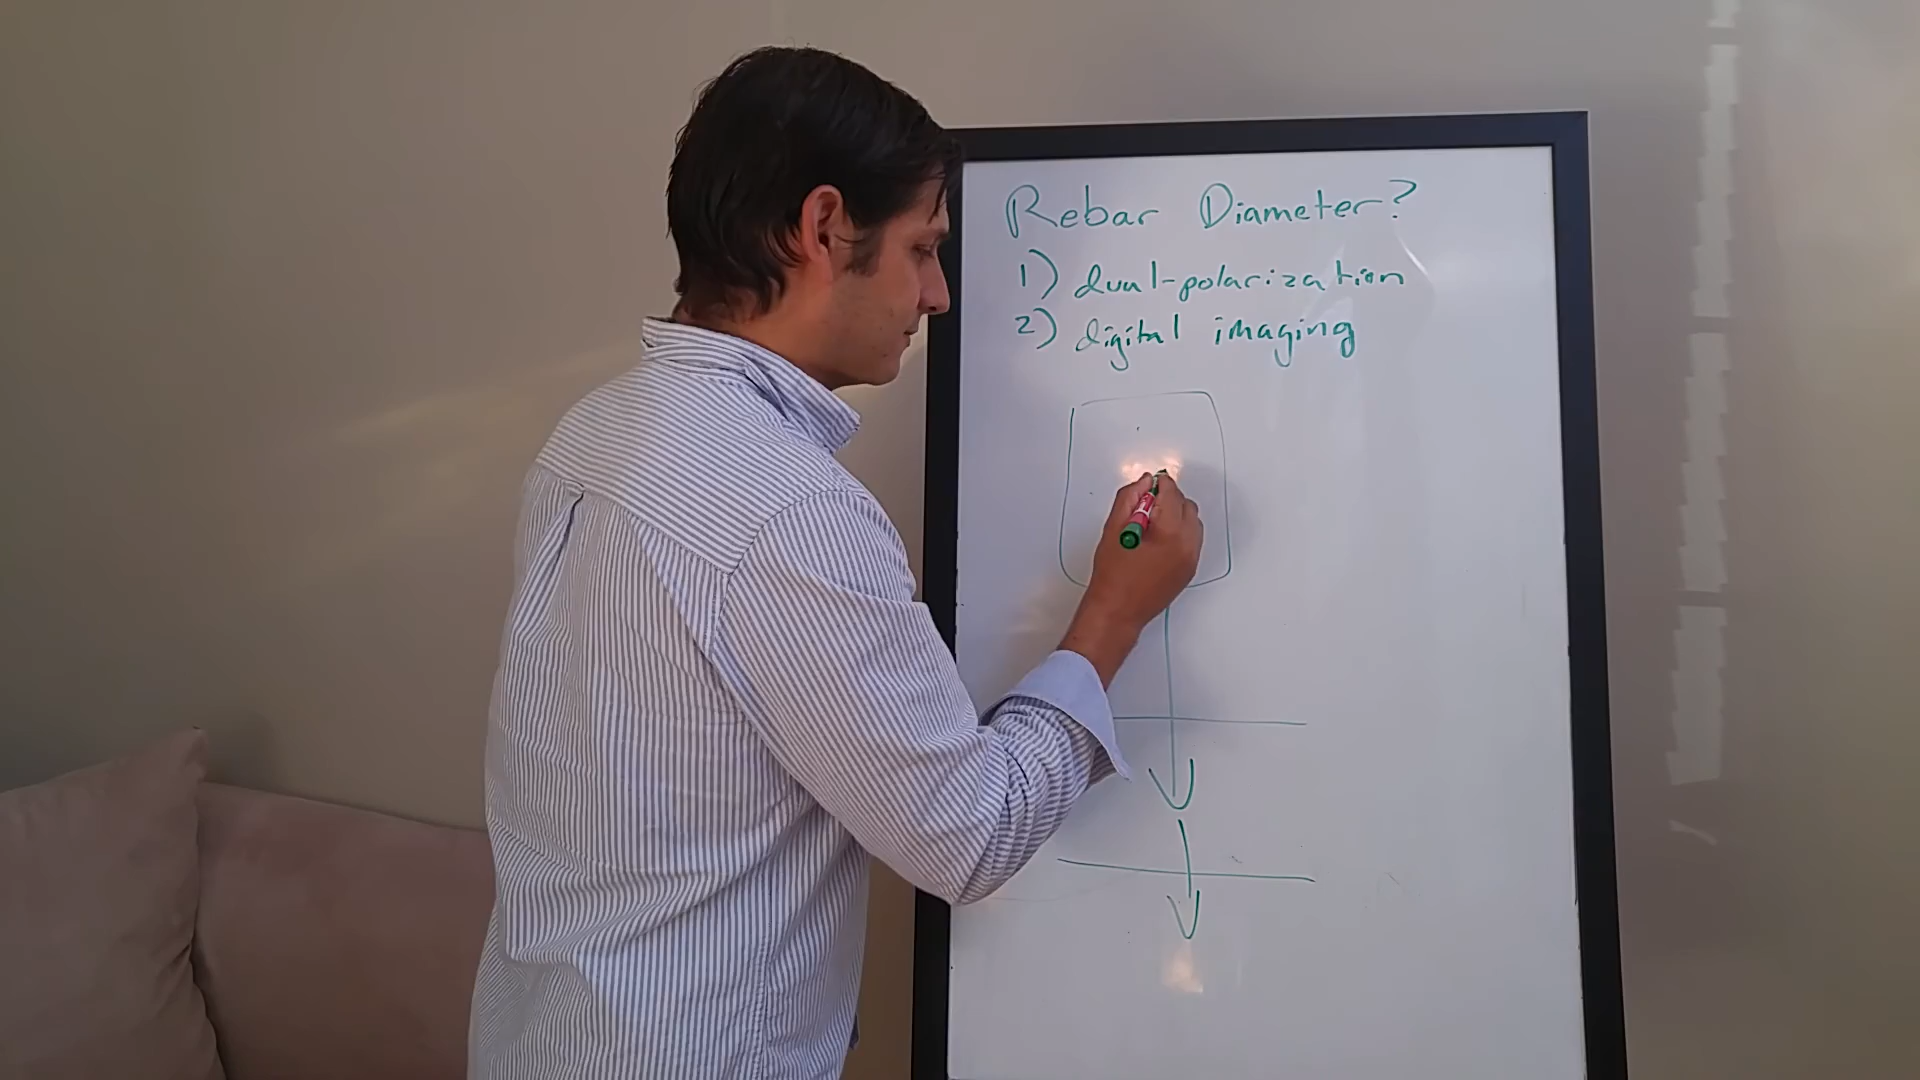 Rebar Diameter?
1) dual-polarization
2) digital imaging